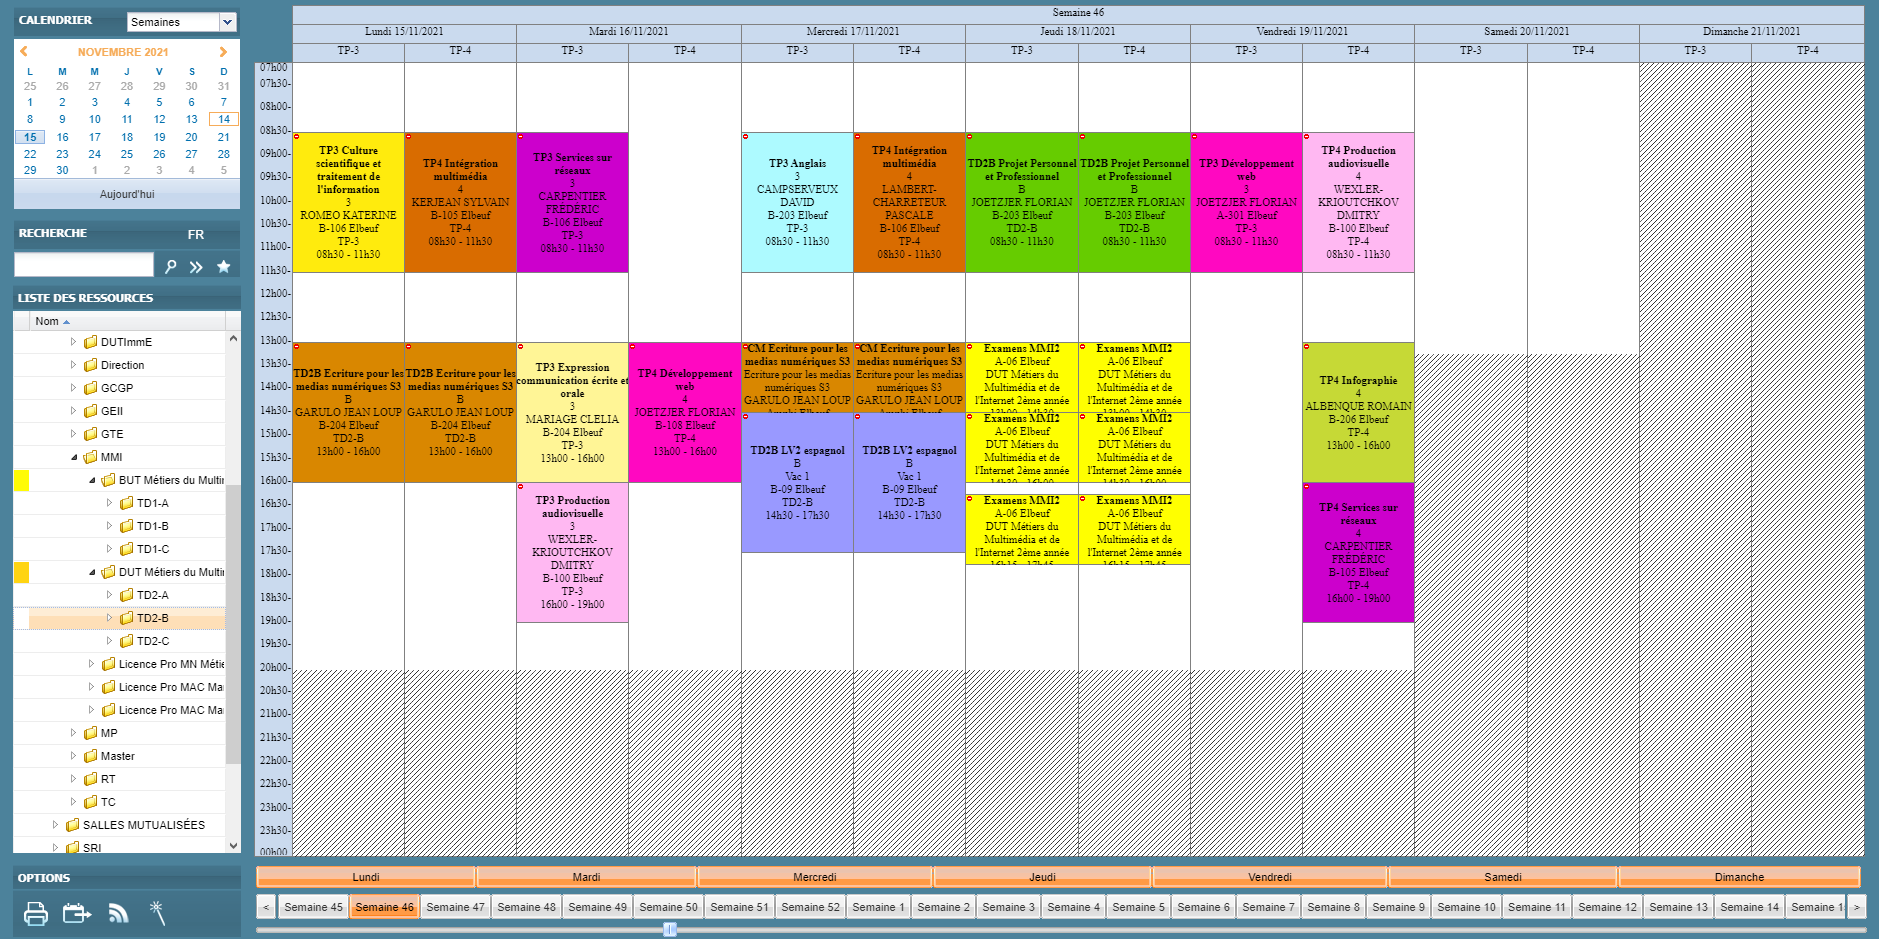 CALENDRIER
Semaines
NOVEMBRE 2021
L M M J V S D
25 26 27 28 29 30 31
1 2 3 4 5 6 7
8 9 10 11 12 13 14
15 16 17 18 19 20 21
22 23 24 25 26 27 28
29 30 1 2 3 4 5
Aujourd'hui
RECHERCHE FR
LISTE DES RESSOURCES
Nom
DUTImmE
Direction
GCGP
GEII
GTE
MMI
BUT Métiers du Multin
TD1-A
TD1-B
TD1-C
DUT Métiers du Multin
TD2-A
TD2-B
TD2-C
Licence Pro MN Métie
Licence Pro MAC Mar
Licence Pro MAC Mar
MP
Master
RT
TC
SALLES MUTUALISÉES
SRI
OPTIONS
Semaine 46
Lundi 15/11/2021 Mardi 16/11/2021 Mercredi 17/11/2021 Jeudi 18/11/2021 Vendredi 19/11/2021 Samedi 20/11/2021 Dimanche 21/11/2021
TP-3 TP-4 TP-3 TP-4 TP-3 TP-4 TP-3 TP-4 TP-3 TP-4 TP-3 TP-4 TP-3 TP-4
07h00
07h30-
08h00-
08h30-
09h00-
09h30-
10h00-
10h30-
11h00-
11h30-
12h00-
12h30-
13h00-
13h30-
14h00-
14h30-
15h00-
15h30-
16h00-
16h30-
17h00-
17h30-
18h00-
18h30-
19h00-
19h30-
20h00-
20h30-
21h00-
21h30-
22h00-
22h30-
23h00-
23h30-
00h00
TP3 Culture
scientifique et
traitement de
l'information
3
ROMEO KATERINE
B-106 Elbeuf
TP-3
08h30 - 11h30
TP4 Intégration
multimédia
4
KERJEAN SYLVAIN
B-105 Elbeuf
TP-4
08h30 - 11h30
TP3 Services sur
réseaux
3
CARPENTIER
FRÉDÉRIC
B-106 Elbeuf
TP-3
08h30 - 11h30
TP3 Anglais
3
CAMPSERVEUX
DAVID
B-203 Elbeuf
TP-3
08h30 - 11h30
TP4 Intégration
multimédia
4
LAMBERT-
CHARRETEUR
PASCALE
B-106 Elbeuf
TP-4
08h30 - 11h30
TD2B Projet Personnel
et Professionnel
B
JOETZJER FLORIAN
B-203 Elbeuf
TD2-B
08h30 - 11h30
TD2B Projet Personnel
et Professionnel
B
JOETZJER FLORIAN
B-203 Elbeuf
TD2-B
08h30 - 11h30
TP3 Développement
web
3
JOETZJER FLORIAN
A-301 Elbeuf
TP-3
08h30 - 11h30
TP4 Production
audiovisuelle
4
WEXLER-
KRIOUTCHKOV
DMITRY
B-100 Elbeuf
TP-4
08h30 - 11h30
TD2B Ecriture pour les
medias numériques S3
B
GARULO JEAN LOUP
B-204 Elbeuf
TD2-B
13h00 - 16h00
TD2B Ecriture pour les
medias numériques S3
B
GARULO JEAN LOUP
B-204 Elbeuf
TD2-B
13h00 - 16h00
TP3 Expression
communication écrite et
orale
3
MARIAGE CLELIA
B-204 Elbeuf
TP-3
13h00 - 16h00
TP4 Développement
web
4
JOETZJER FLORIAN
B-108 Elbeuf
TP-4
13h00 - 16h00
CM Ecriture pour les
medias numériques S3
Ecriture pour les medias
numériques S3
GARULO JEAN LOUP
Amphi Elbeuf
CM Ecriture pour les
medias numériques S3
Ecriture pour les medias
numériques S3
GARULO JEAN LOUP
Amphi Elbeuf
Examens MMI2
A-06 Elbeuf
DUT Métiers du
Multimédia et de
l'Internet 2ème année
13h00 - 14h30
Examens MMI2
A-06 Elbeuf
DUT Métiers du
Multimédia et de
l'Internet 2ème année
13h00 - 14h30
TP4 Infographie
4
ALBENQUE ROMAIN
B-206 Elbeuf
TP-4
13h00 - 16h00
TD2B LV2 espagnol
B
Vac 1
B-09 Elbeuf
TD2-B
14h30 - 17h30
TD2B LV2 espagnol
B
Vac 1
B-09 Elbeuf
TD2-B
14h30 - 17h30
Examens MMI2
A-06 Elbeuf
DUT Métiers du
Multimédia et de
l'Internet 2ème année
14h30 - 16h00
Examens MMI2
A-06 Elbeuf
DUT Métiers du
Multimédia et de
l'Internet 2ème année
14h30 - 16h00
TP3 Production
audiovisuelle
3
WEXLER-
KRIOUTCHKOV
DMITRY
B-100 Elbeuf
TP-3
16h00 - 19h00
Examens MMI2
A-06 Elbeuf
DUT Métiers du
Multimédia et de
l'Internet 2ème année
16h15 - 17h45
Examens MMI2
A-06 Elbeuf
DUT Métiers du
Multimédia et de
l'Internet 2ème année
16h15 - 17h45
TP4 Services sur
réseaux
4
CARPENTIER
FRÉDÉRIC
B-105 Elbeuf
TP-4
16h00 - 19h00
Lundi Mardi Mercredi Jeudi Vendredi Samedi Dimanche
< Semaine 45 Semaine 46 Semaine 47 Semaine 48 Semaine 49 Semaine 50 Semaine 51 Semaine 52 Semaine 1 Semaine 2 Semaine 3 Semaine 4 Semaine 5 Semaine 6 Semaine 7 Semaine 8 Semaine 9 Semaine 10 Semaine 11 Semaine 12 Semaine 13 Semaine 14 Semaine 1 >